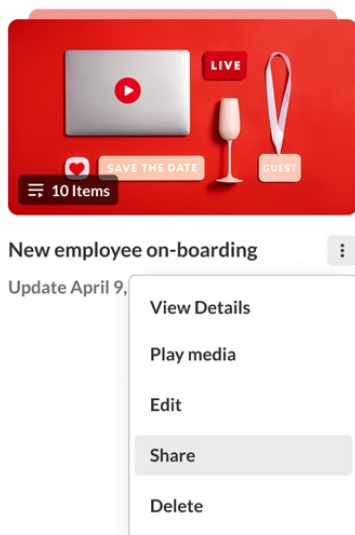 LIVE
SAVE THE DATE
GUEST
10 Items
New employee on-boarding
Update April 9,
View Details
Play media
Edit
Share
Delete